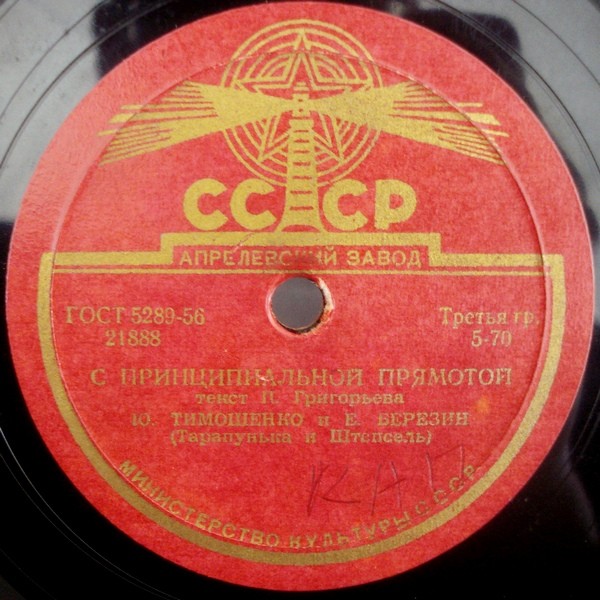 СССР
АПРЕЛЕВСКИЙ ЗАВОД
ГОСТ 5289-56
21888
Третья гр.
5-70
С ПРИНЦИПИАЛЬНОЙ ПРЯМОТОЙ
текст П. Григорьева
Ю. ТИМОШЕНКО и Е. БЕРЕЗИН
(Тарапунька и Штепсель)
КАП
МИНИСТЕРСТВО КУЛЬТУРЫ СССР